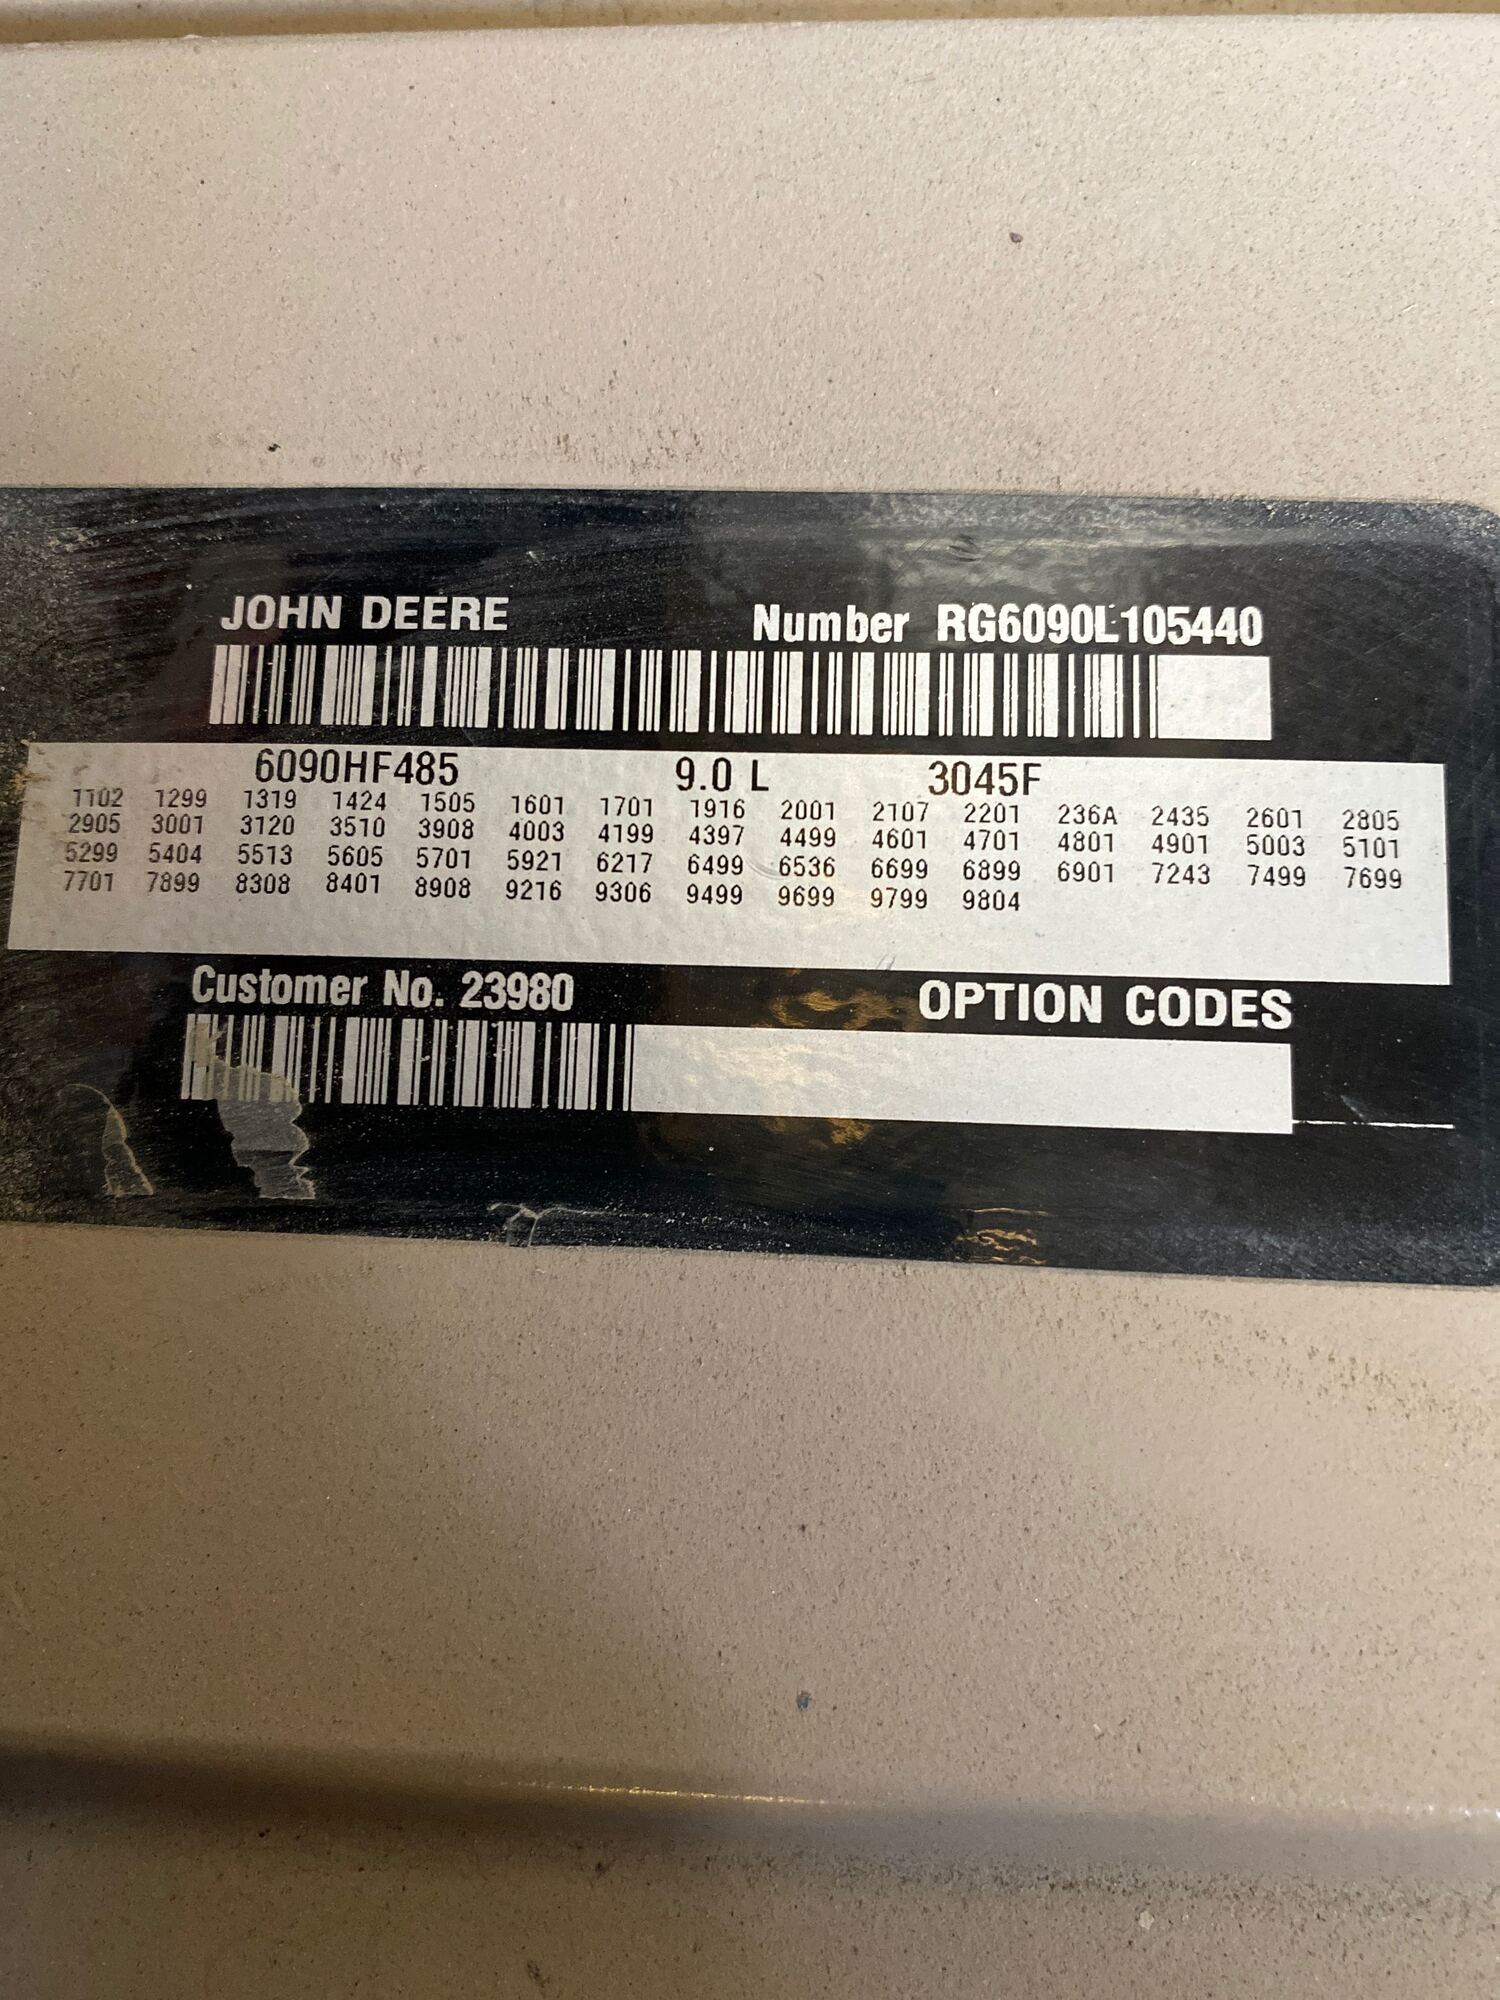 JOHN DEERE Number RG6090L105440
6090HF485 9.0 L 3045F
1102 1299 1319 1424 1505 1601 1701 1916 2001 2107 2201 236A 2435 2601 2805
2905 3001 3120 3510 3908 4003 4199 4397 4499 4601 4701 4801 4901 5003 5101
5299 5404 5513 5605 5701 5921 6217 6499 6536 6699 6899 6901 7243 7499 7699
7701 7899 8308 8401 8908 9216 9306 9499 9699 9799 9804
Customer No. 23980 OPTION CODES